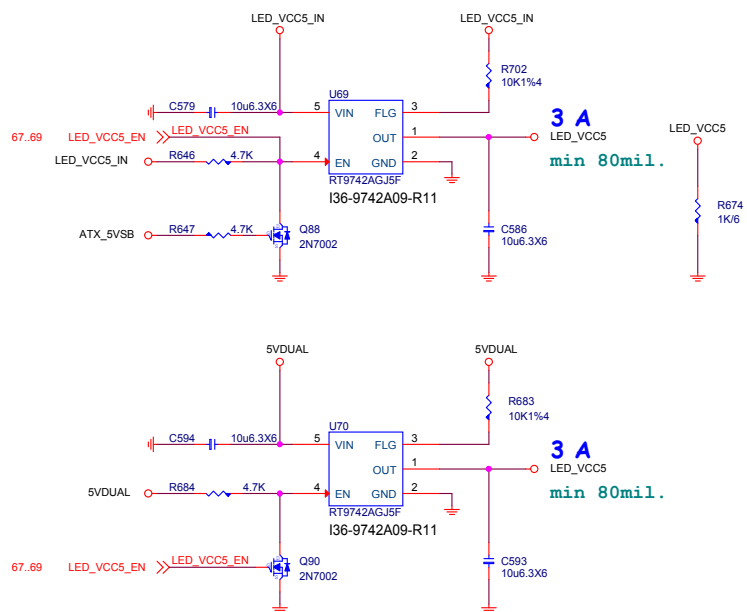 LED_VCC5_IN LED_VCC5_IN
R702
10K1%4
U69
C579 10u6.3X6 5 VIN FLG 3
3 A
67..69 LED_VCC5_EN LED_VCC5_EN OUT 1 LED_VCC5
LED_VCC5
LED_VCC5_IN R646 4.7K 4 EN GND 2 min 80mil.
RT9742AGJ5F
I36-9742A09-R11
R674
1K/6
ATX_5VSB R647 4.7K Q88
2N7002
C586
10u6.3X6
5VDUAL 5VDUAL
R683
10K1%4
U70
C594 10u6.3X6 5 VIN FLG 3
3 A
OUT 1 LED_VCC5
5VDUAL R684 4.7K 4 EN GND 2 min 80mil.
RT9742AGJ5F
I36-9742A09-R11
67..69 LED_VCC5_EN LED_VCC5_EN Q90
2N7002
C593
10u6.3X6